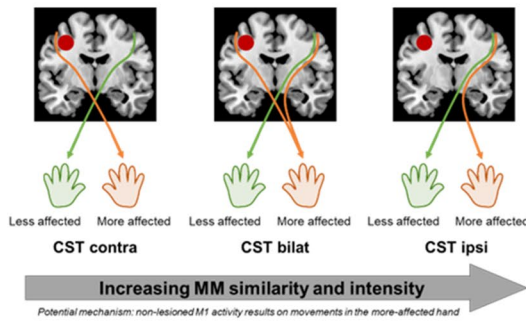 Less affected More affected Less affected More affected Less affected More affected
CST contra CST bilat CST ipsi
Increasing MM similarity and intensity
Potential mechanism: non-lesioned M1 activity results on movements in the more-affected hand